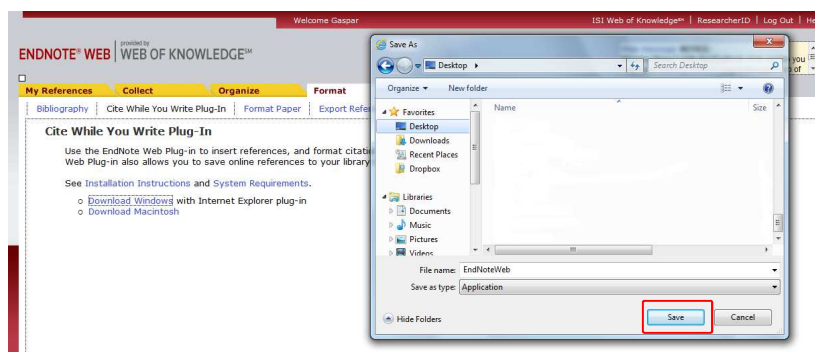 Welcome Gaspar
ISI Web of Knowledge℠ | ResearcherID | Log Out | He
ENDNOTE® WEB
provided by
WEB OF KNOWLEDGE℠
My References Collect Organize Format
Bibliography Cite While You Write Plug-In Format Paper Export Refe
Cite While You Write Plug-In
Use the EndNote Web Plug-in to insert references, and format citati
Web Plug-in also allows you to save online references to your library
See Installation Instructions and System Requirements.
Download Windows with Internet Explorer plug-in
Download Macintosh
you
of
Save As
Desktop
Search Desktop
Organize New folder
Name Size
Favorites
Desktop
Downloads
Recent Places
Dropbox
Libraries
Documents
Music
Pictures
Videos
File name: EndNoteWeb
Save as type: Application
Hide Folders
Save Cancel